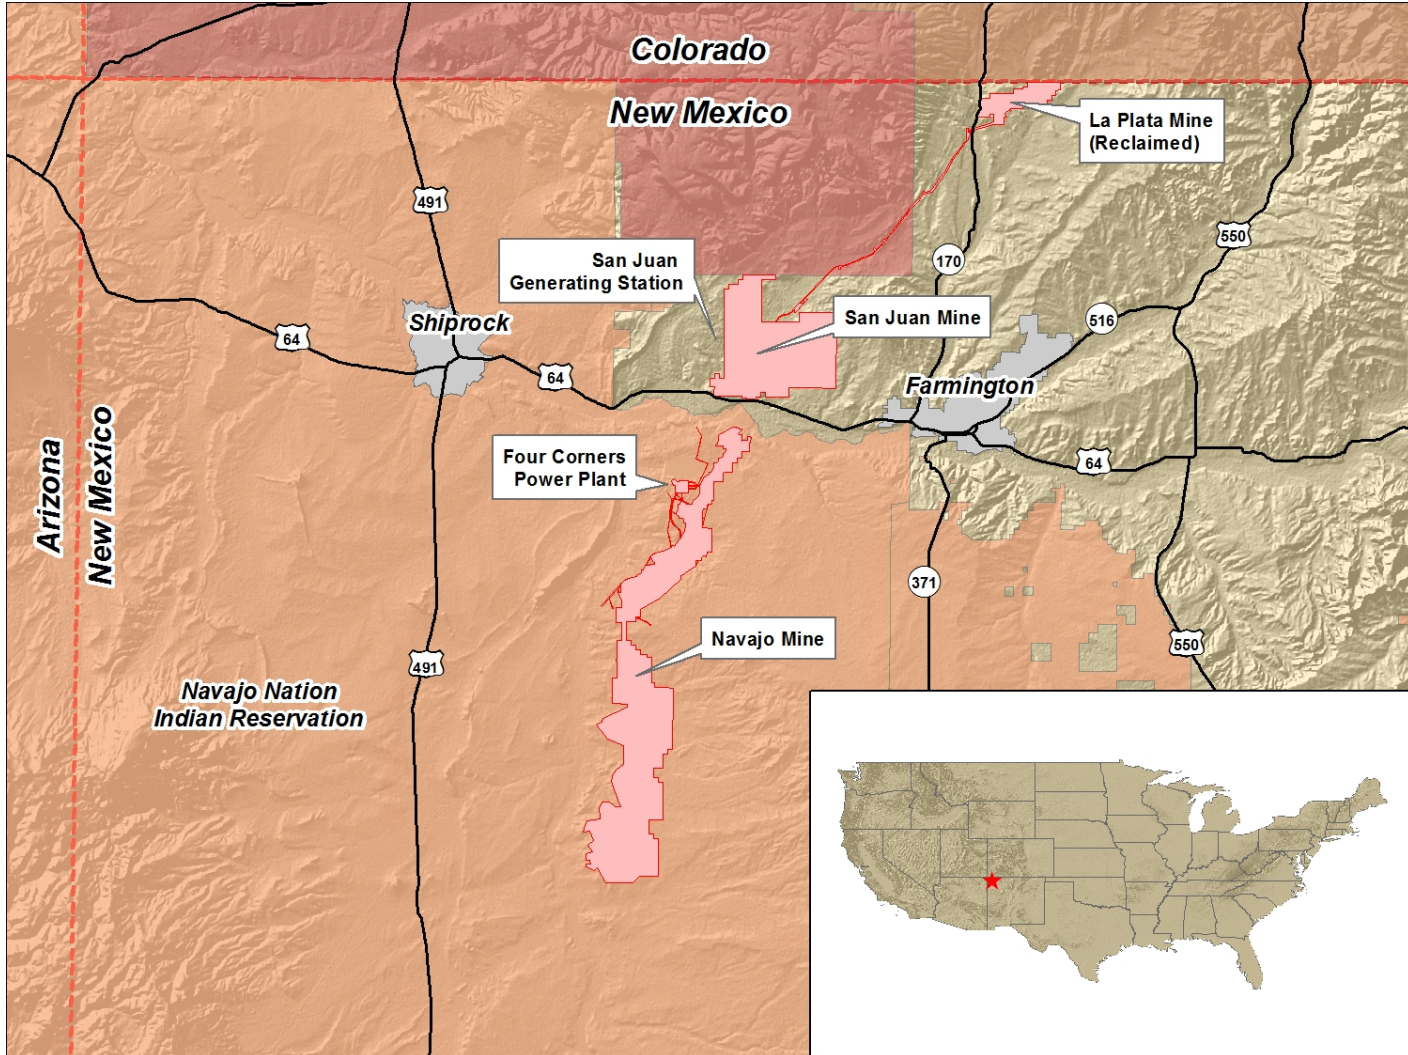 Colorado
New Mexico
La Plata Mine
(Reclaimed)
491
550
San Juan
Generating Station
170
San Juan Mine
516
Shiprock
64
64
Farmington
Four Corners
Power Plant
64
Arizona
New Mexico
371
Navajo Mine
550
491
Navajo Nation
Indian Reservation